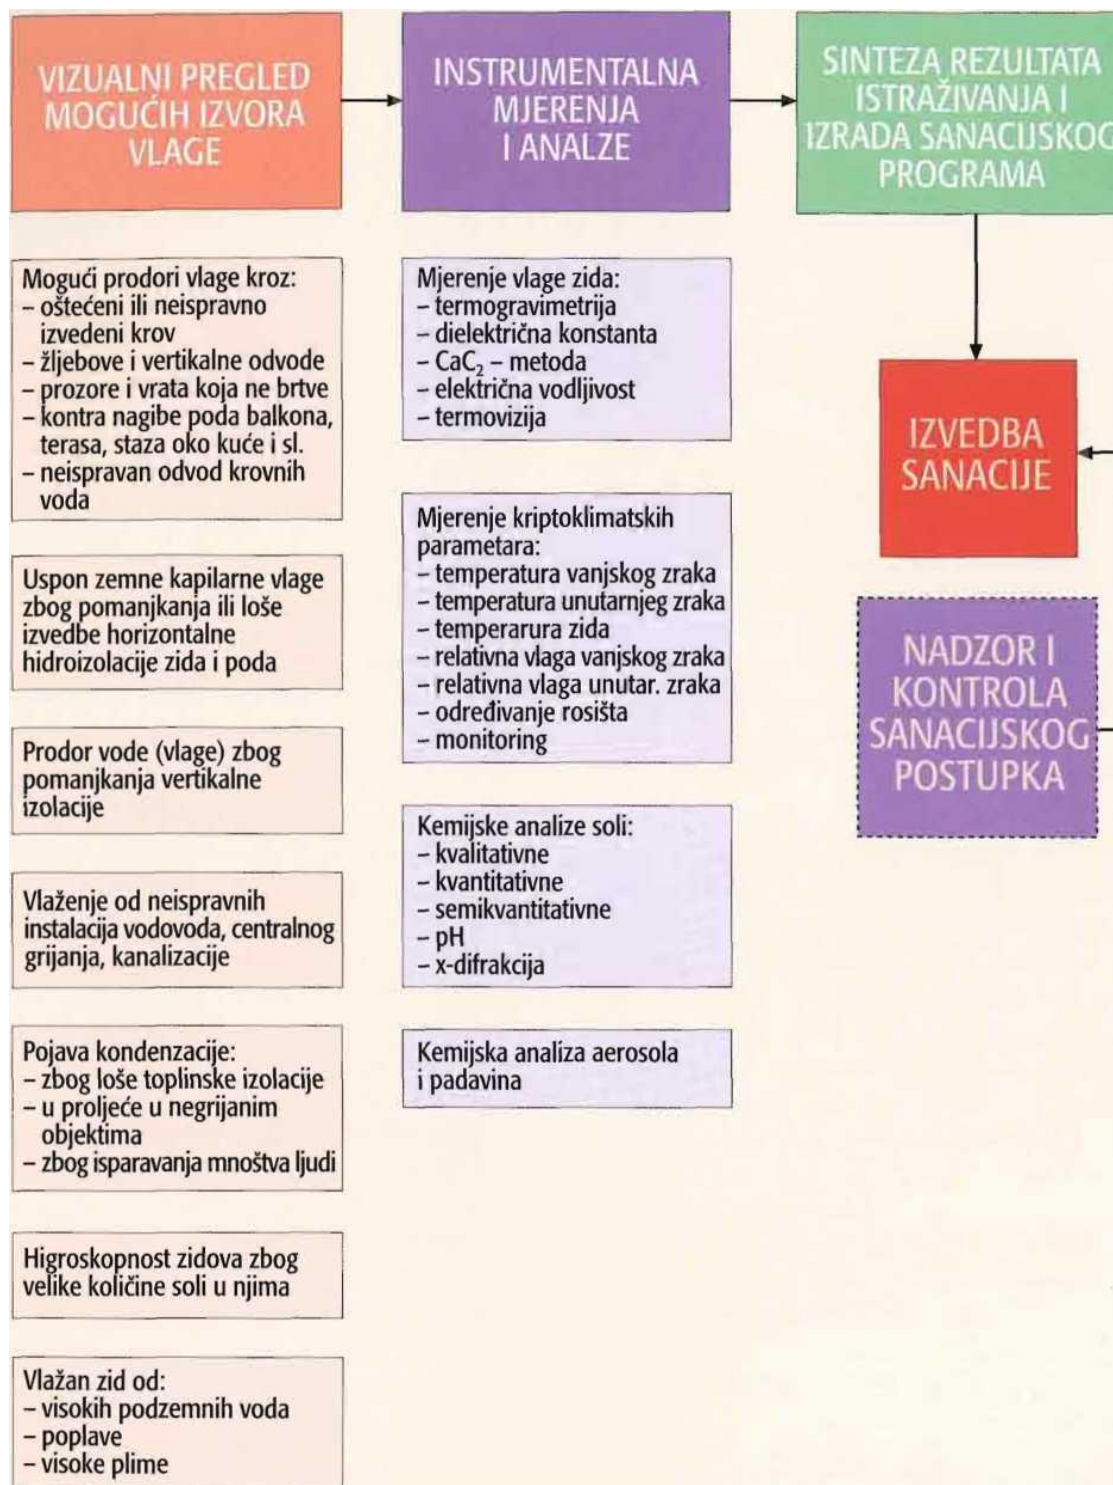 VIZUALNI PREGLED
MOGUĆIH IZVORA
VLAGE
INSTRUMENTALNA
MJERENJA
I ANALZE
SINTEZA REZULTATA
ISTRAŽIVANJA I
IZRADA SANACIJSKOG
PROGRAMA
Mogući prodori vlage kroz:
– oštećeni ili neispravno
izvedeni krov
– žljebove i vertikalne odvode
– prozore i vrata koja ne brtve
– kontra nagibe poda balkona,
terasa, staza oko kuće i sl.
– neispravan odvod krovnih
voda
Uspon zemne kapilarne vlage
zbog pomanjkanja ili loše
izvedbe horizontalne
hidroizolacije zida i poda
Prodor vode (vlage) zbog
pomanjkanja vertikalne
izolacije
Vlaženje od neispravnih
instalacija vodovoda, centralnog
grijanja, kanalizacije
Pojava kondenzacije:
– zbog loše toplinske izolacije
– u proljeće u negrijanim
objektima
– zbog isparavanja mnoštva ljudi
Higroskopnost zidova zbog
velike količine soli u njima
Vlažan zid od:
– visokih podzemnih voda
– poplave
– visoke plime
Mjerenje vlage zida:
– termogravimetrija
– dielektrična konstanta
– CaC₂ – metoda
– električna vodljivost
– termovizija
Mjerenje kriptoklimatskih
parametara:
– temperatura vanjskog zraka
– temperatura unutarnjeg zraka
– temperarura zida
– relativna vlaga vanjskog zraka
– relativna vlaga unutar. zraka
– određivanje rosišta
– monitoring
Kemijske analize soli:
– kvalitativne
– kvantitativne
– semikvantitativne
– pH
– x-difrakcija
Kemijska analiza aerosola
i padavina
IZVEDBA
SANACIJE
NADZOR I
KONTROLA
SANACIJSKOG
POSTUPKA